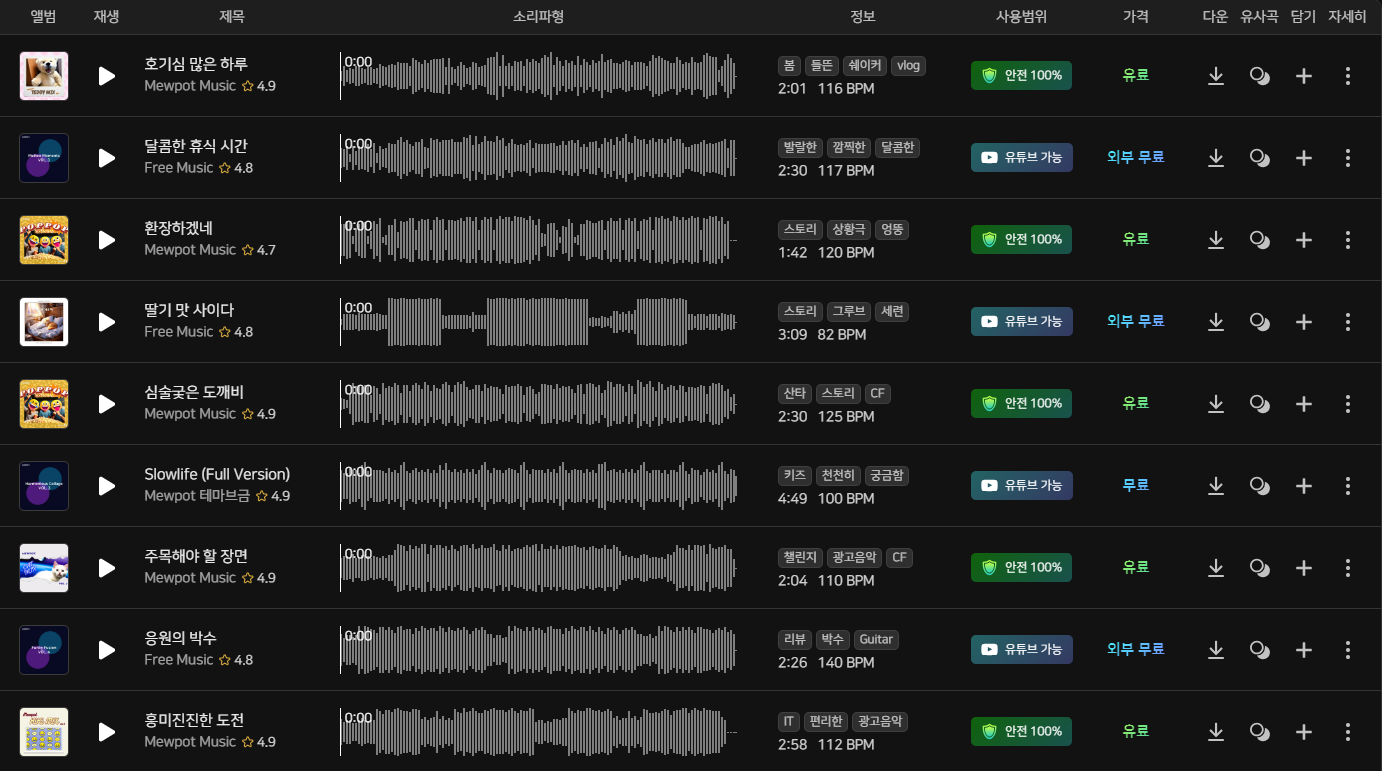 앨범 재생 제목 소리파형 정보 사용범위 가격 다운 유사곡 담기 자세히
호기심 많은 하루
Mewpot Music 4.9
0:00
봄 들뜬 쉐이커 vlog
2:01 116 BPM
안전 100%
유료
달콤한 휴식 시간
Free Music 4.8
0:00
발랄한 깜찍한 달콤한
2:30 117 BPM
유튜브 가능
외부 무료
환장하겠네
Mewpot Music 4.7
0:00
스토리 상황극 엉뚱
1:42 120 BPM
안전 100%
유료
딸기 맛 사이다
Free Music 4.8
0:00
스토리 그루브 세련
3:09 82 BPM
유튜브 가능
외부 무료
심술궂은 도깨비
Mewpot Music 4.9
0:00
산타 스토리 CF
2:30 125 BPM
안전 100%
유료
Slowlife (Full Version)
Mewpot 테마브금 4.9
0:00
키즈 천천히 궁금함
4:49 100 BPM
유튜브 가능
무료
주목해야 할 장면
Mewpot Music 4.9
0:00
챌린지 광고음악 CF
2:04 110 BPM
안전 100%
유료
응원의 박수
Free Music 4.8
0:00
리뷰 박수 Guitar
2:26 140 BPM
유튜브 가능
외부 무료
흥미진진한 도전
Mewpot Music 4.9
0:00
IT 편리한 광고음악
2:58 112 BPM
안전 100%
유료